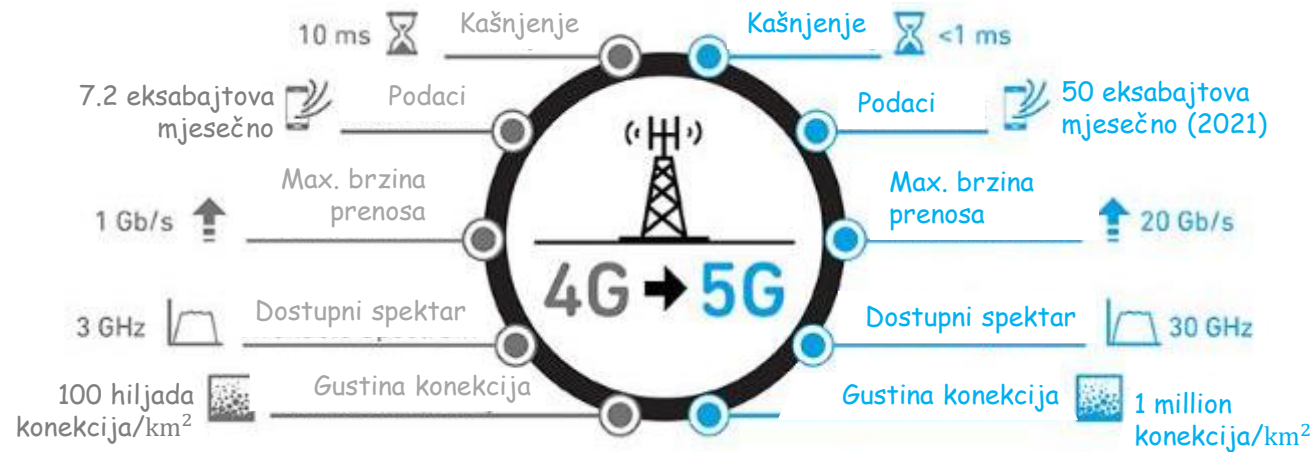 10 ms
Kašnjenje
Kašnjenje
<1 ms
7.2 eksabajtova
mjesečno
Podaci
Podaci
50 eksabajtova
mjesečno (2021)
Max. brzina
prenosa
1 Gb/s
Max. brzina
prenosa
20 Gb/s
4G
5G
3 GHz
Dostupni spektar
Dostupni spektar
30 GHz
100 hiljada
konekcija/km²
Gustina konekcija
Gustina konekcija
1 million
konekcija/km²